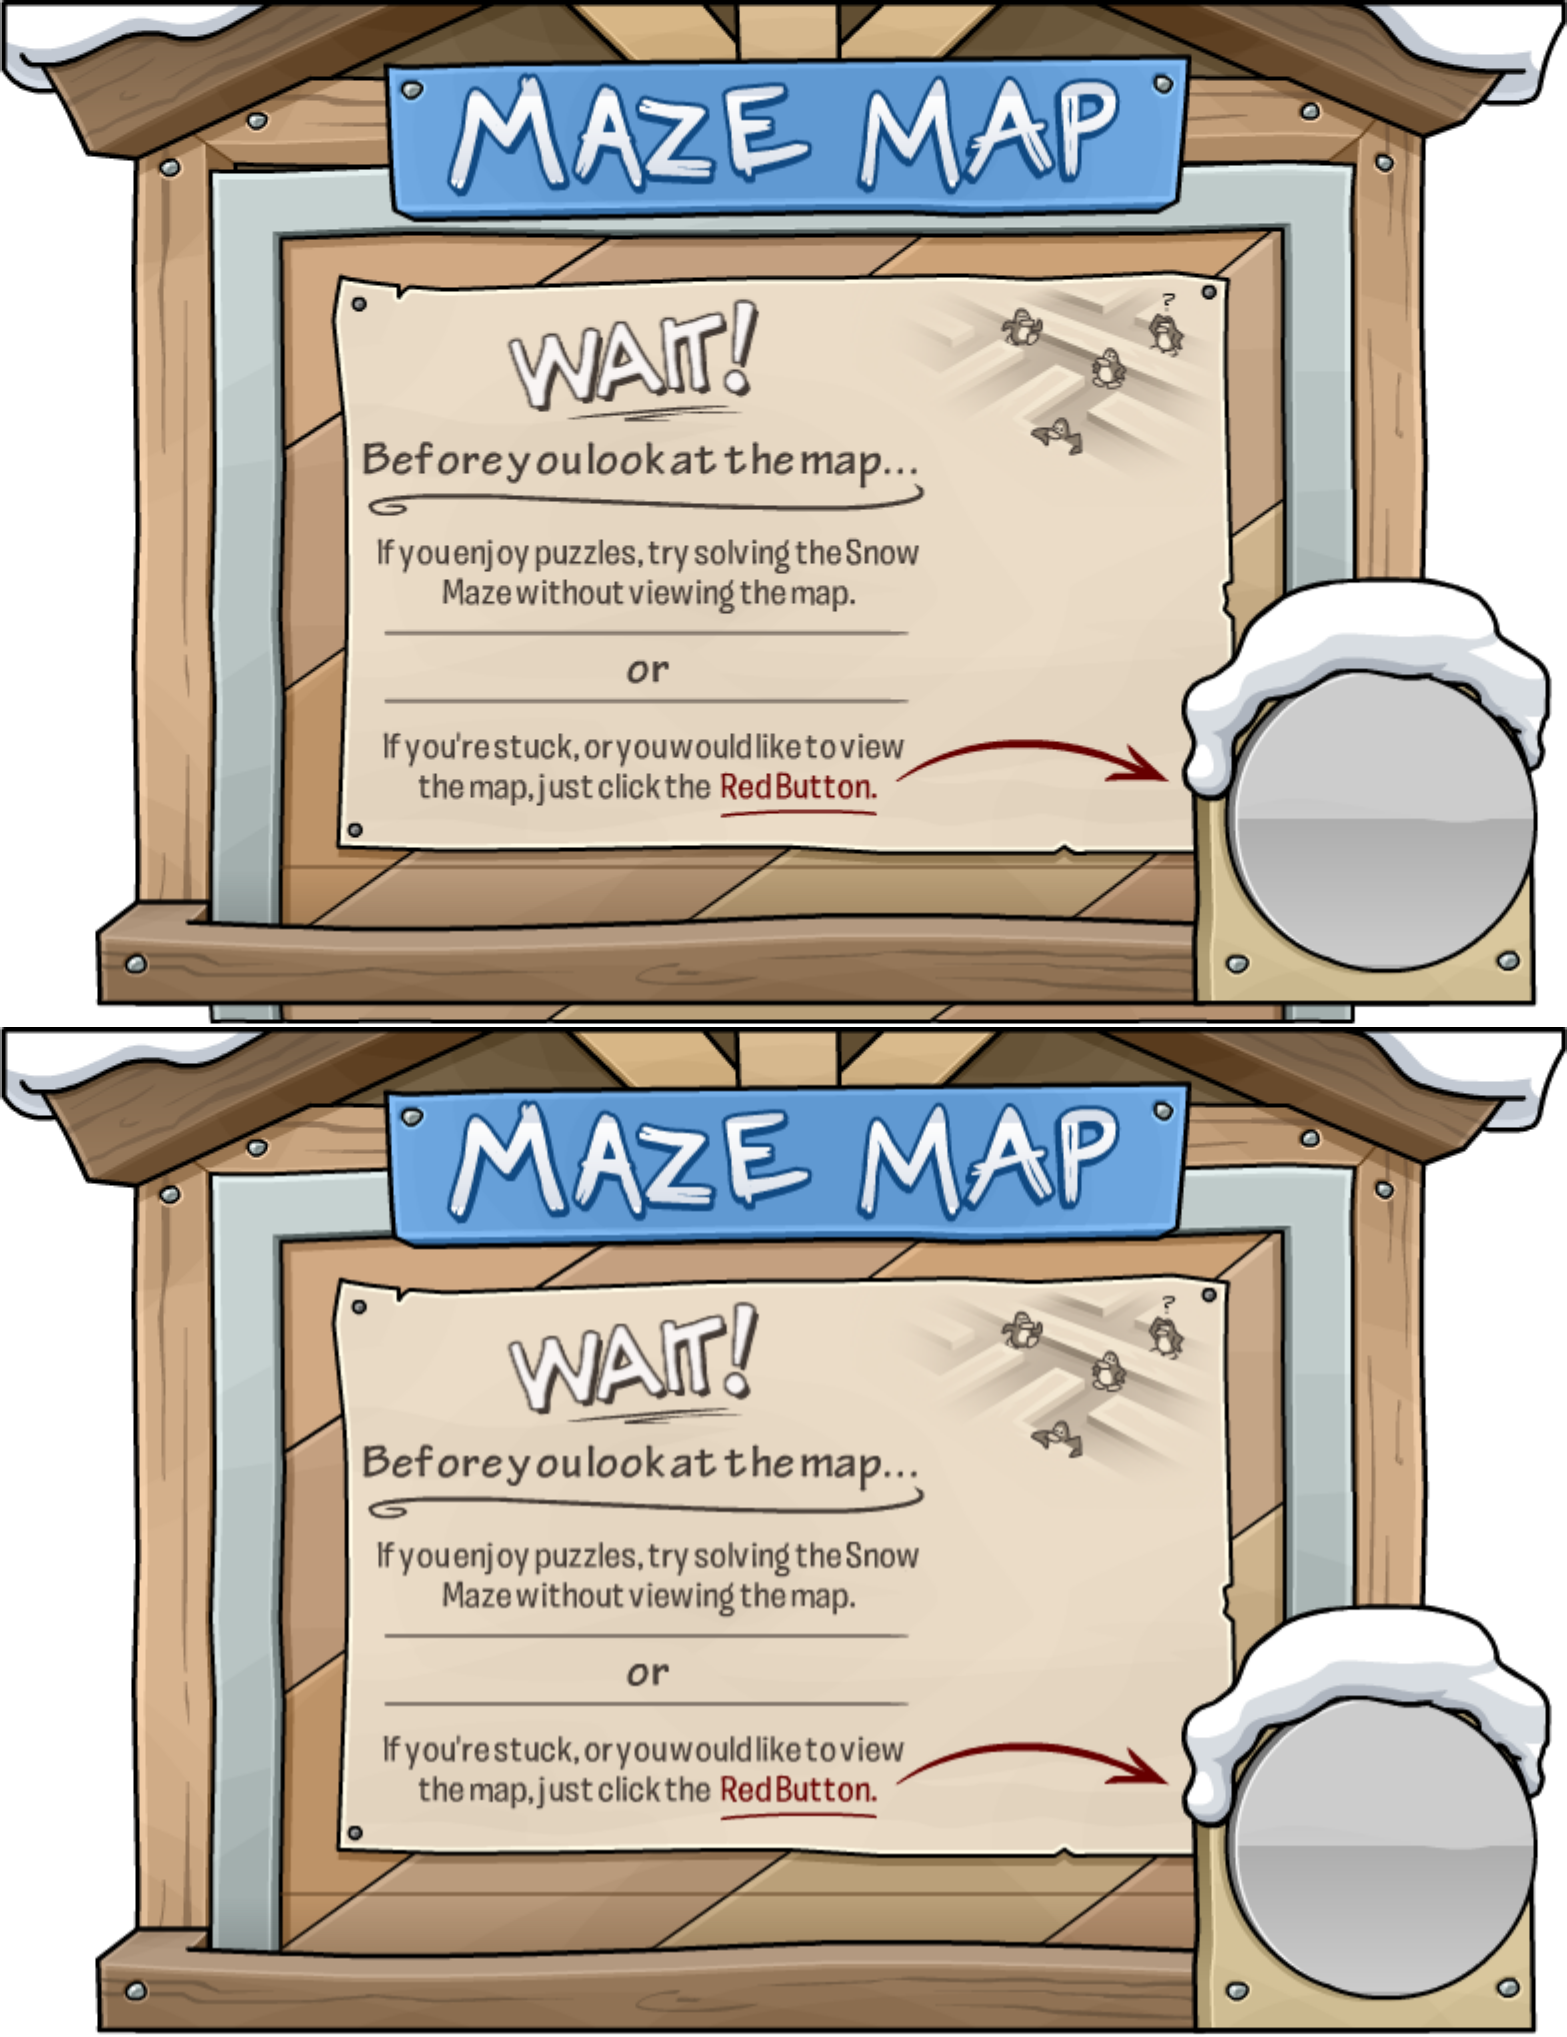 MAZE MAP
WAIT!
Before you look at the map...
If you enjoy puzzles, try solving the Snow
Maze without viewing the map.
or
If you're stuck, or you would like to view
the map, just click the Red Button.
MAZE MAP
WAIT!
Before you look at the map...
If you enjoy puzzles, try solving the Snow
Maze without viewing the map.
or
If you're stuck, or you would like to view
the map, just click the Red Button.